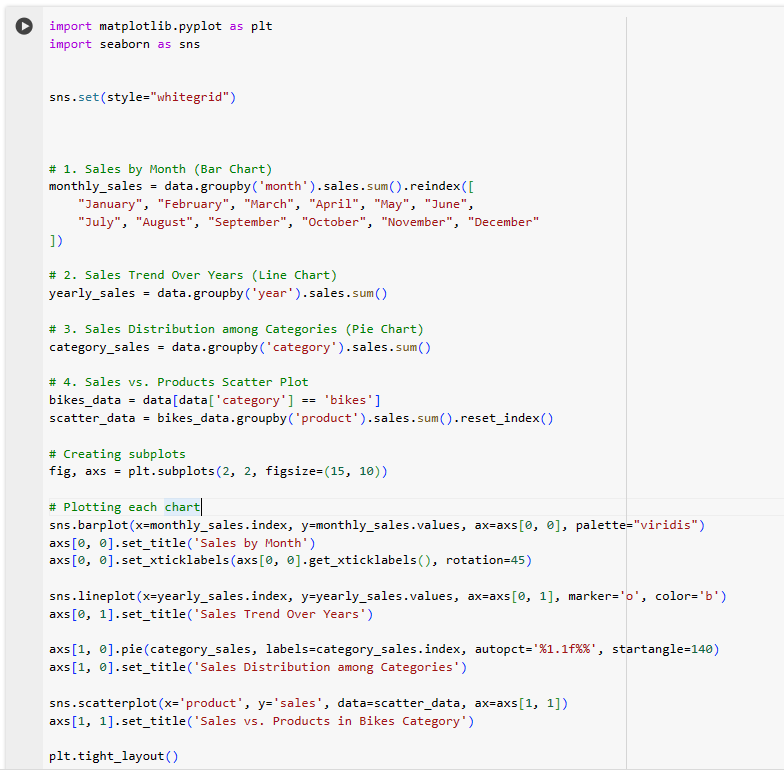 import matplotlib.pyplot as plt
import seaborn as sns
sns.set(style="whitegrid")
# 1. Sales by Month (Bar Chart)
monthly_sales = data.groupby('month').sales.sum().reindex([
    "January", "February", "March", "April", "May", "June",
    "July", "August", "September", "October", "November", "December"
])
# 2. Sales Trend Over Years (Line Chart)
yearly_sales = data.groupby('year').sales.sum()
# 3. Sales Distribution among Categories (Pie Chart)
category_sales = data.groupby('category').sales.sum()
# 4. Sales vs. Products Scatter Plot
bikes_data = data[data['category'] == 'bikes']
scatter_data = bikes_data.groupby('product').sales.sum().reset_index()
# Creating subplots
fig, axs = plt.subplots(2, 2, figsize=(15, 10))
# Plotting each chart
sns.barplot(x=monthly_sales.index, y=monthly_sales.values, ax=axs[0, 0], palette="viridis")
axs[0, 0].set_title('Sales by Month')
axs[0, 0].set_xticklabels(axs[0, 0].get_xticklabels(), rotation=45)
sns.lineplot(x=yearly_sales.index, y=yearly_sales.values, ax=axs[0, 1], marker='o', color='b')
axs[0, 1].set_title('Sales Trend Over Years')
axs[1, 0].pie(category_sales, labels=category_sales.index, autopct='%1.1f%%', startangle=140)
axs[1, 0].set_title('Sales Distribution among Categories')
sns.scatterplot(x='product', y='sales', data=scatter_data, ax=axs[1, 1])
axs[1, 1].set_title('Sales vs. Products in Bikes Category')
plt.tight_layout()